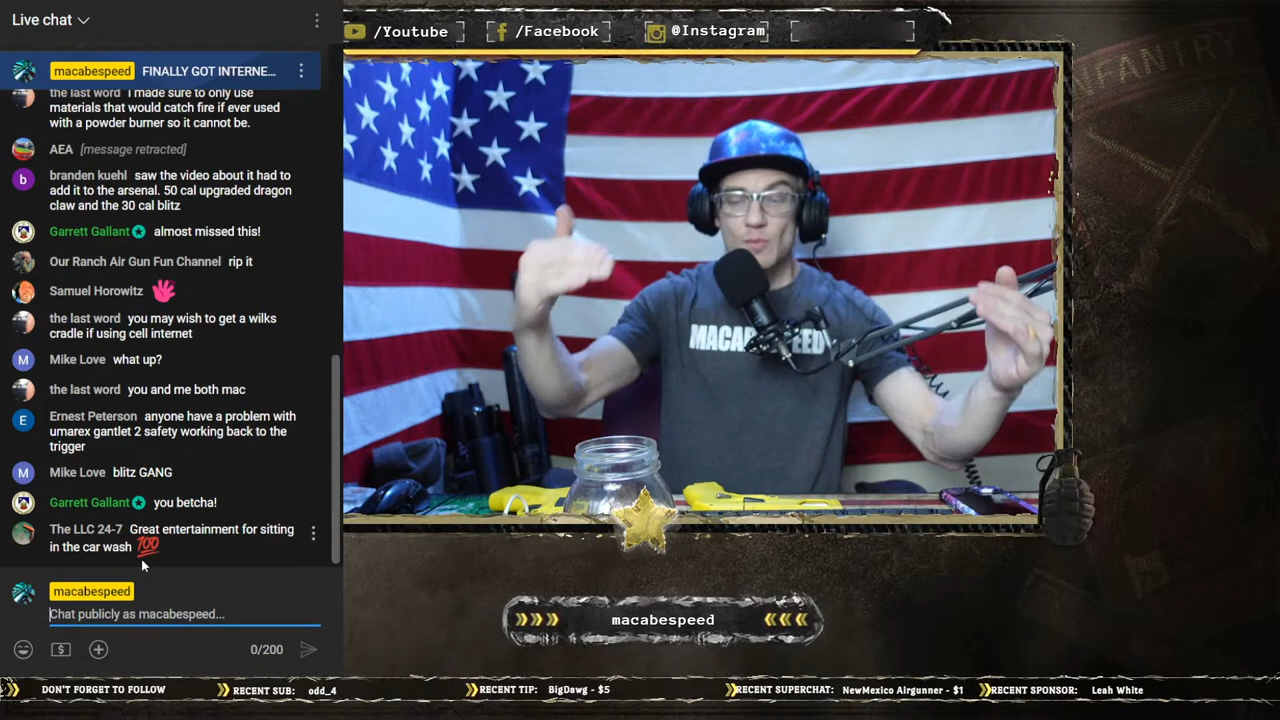 Live chat
macabespeed FINALLY GOT INTERNE...
the last word I made sure to only use
materials that would catch fire if ever used
with a powder burner so it cannot be.
AEA [message retracted]
branden kuehl saw the video about it had to
add it to the arsenal. 50 cal upgraded dragon
claw and the 30 cal blitz
Garrett Gallant almost missed this!
Our Ranch Air Gun Fun Channel rip it
Samuel Horowitz
the last word you may wish to get a wilks
cradle if using cell internet
Mike Love what up?
the last word you and me both mac
Ernest Peterson anyone have a problem with
umarex gantlet 2 safety working back to the
trigger
Mike Love blitz GANG
Garrett Gallant you betcha!
The LLC 24-7 Great entertainment for sitting
in the car wash 100
macabespeed
Chat publicly as macabespeed...
0/200
/Youtube
/Facebook
@Instagram
INFANTRY
MACABESPEED
macabespeed
DON'T FORGET TO FOLLOW
RECENT SUB: odd_4
RECENT TIP: BigDawg - $5
RECENT SUPERCHAT: NewMexico Airgunner - $1
RECENT SPONSOR: Leah White